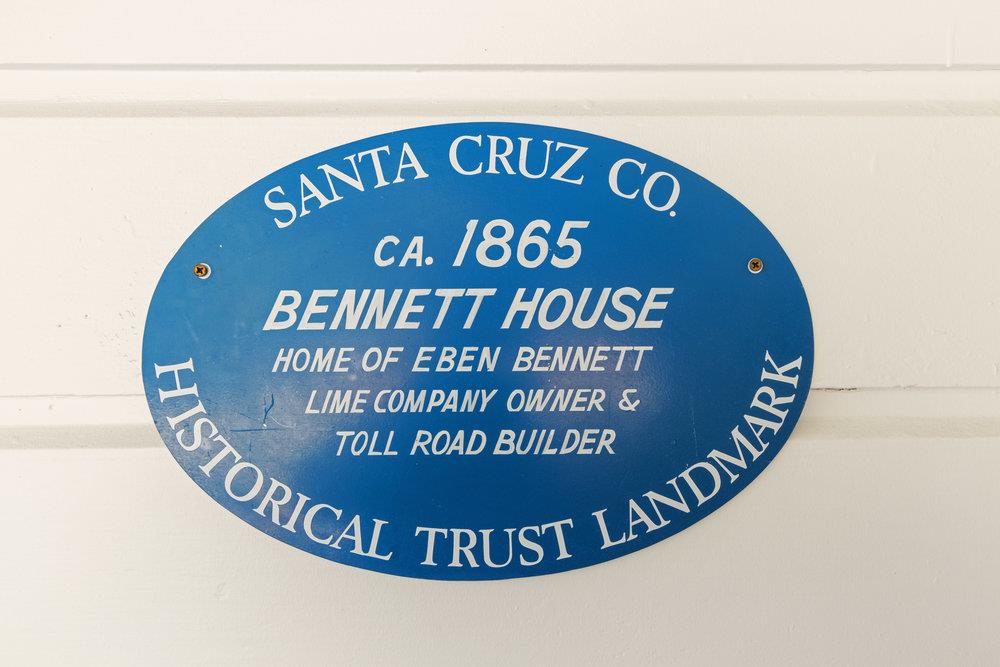 SANTA CRUZ CO.
CA. 1865
BENNETT HOUSE
HOME OF EBEN BENNETT
LIME COMPANY OWNER &
TOLL ROAD BUILDER
HISTORICAL TRUST LANDMARK